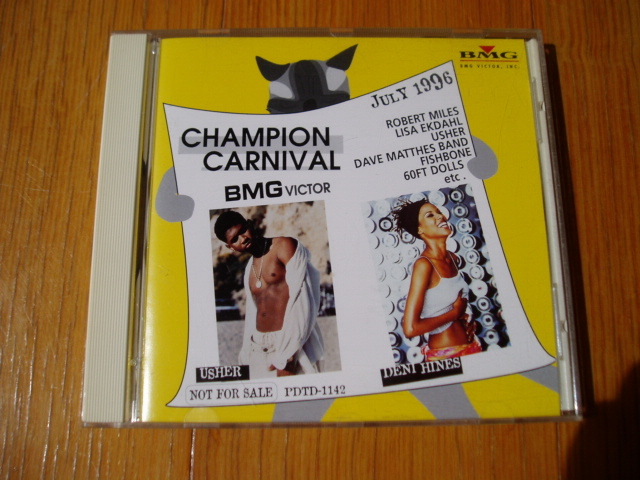 BMG
BMG VICTOR, INC.
JULY 1996
ROBERT MILES
LISA EKDAHL
USHER
DAVE MATTHES BAND
FISHBONE
60FT DOLLS
etc.
CHAMPION
CARNIVAL
BMG VICTOR
USHER
DENI HINES
NOT FOR SALE PDTD-1142